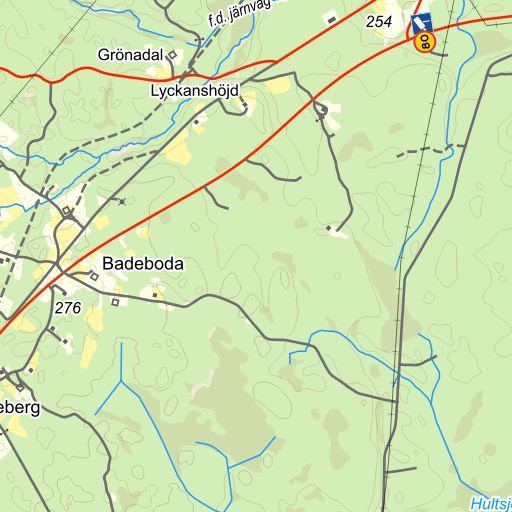 f.d. järnväg
254
80
Grönadal
Lyckanshöjd
Badeboda
276
eberg
Hultsj